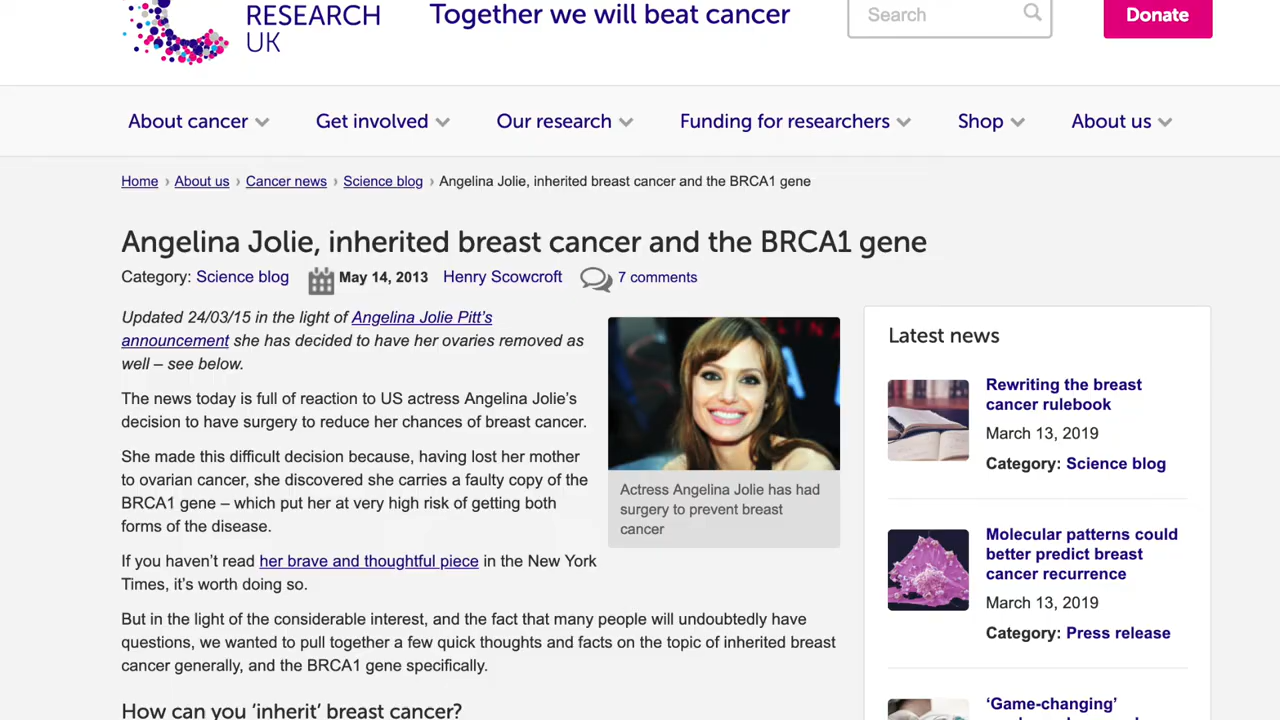 RESEARCH
UK
Together we will beat cancer
Search
Donate
About cancer
Get involved
Our research
Funding for researchers
Shop
About us
Home › About us › Cancer news › Science blog › Angelina Jolie, inherited breast cancer and the BRCA1 gene
Angelina Jolie, inherited breast cancer and the BRCA1 gene
Category: Science blog May 14, 2013 Henry Scowcroft 7 comments
Updated 24/03/15 in the light of Angelina Jolie Pitt’s
announcement she has decided to have her ovaries removed as
well – see below.
The news today is full of reaction to US actress Angelina Jolie’s
decision to have surgery to reduce her chances of breast cancer.
She made this difficult decision because, having lost her mother
to ovarian cancer, she discovered she carries a faulty copy of the
BRCA1 gene – which put her at very high risk of getting both
forms of the disease.
If you haven’t read her brave and thoughtful piece in the New York
Times, it’s worth doing so.
But in the light of the considerable interest, and the fact that many people will undoubtedly have
questions, we wanted to pull together a few quick thoughts and facts on the topic of inherited breast
cancer generally, and the BRCA1 gene specifically.
How can you ‘inherit’ breast cancer?
Actress Angelina Jolie has had
surgery to prevent breast
cancer
Latest news
Rewriting the breast
cancer rulebook
March 13, 2019
Category: Science blog
Molecular patterns could
better predict breast
cancer recurrence
March 13, 2019
Category: Press release
‘Game-changing’